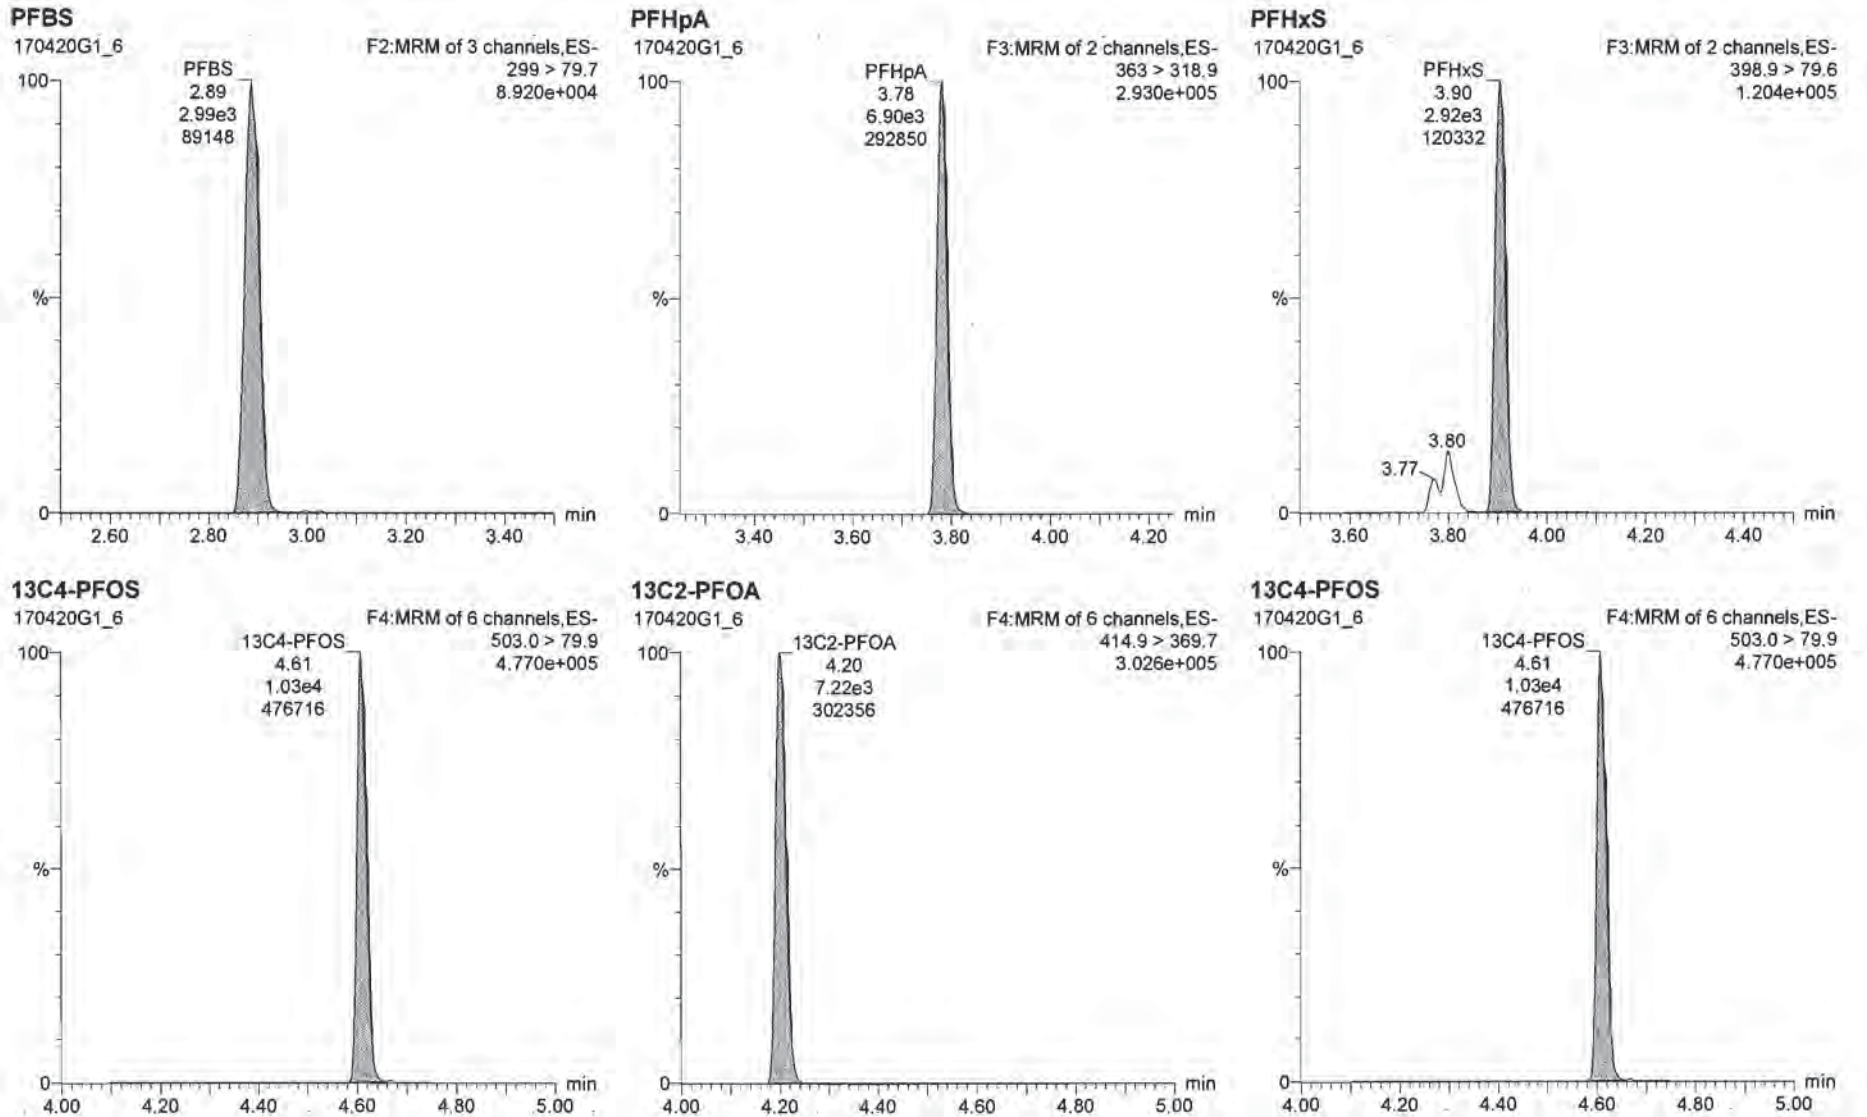 PFBS
170420G1_6
F2:MRM of 3 channels,ES-
299 > 79.7
8.920e+004
PFBS
2.89
2.99e3
89148
100
%
0
2.60 2.80 3.00 3.20 3.40
min
PFHpA
170420G1_6
F3:MRM of 2 channels,ES-
363 > 318.9
2.930e+005
PFHpA
3.78
6.90e3
292850
100
%
0
3.40 3.60 3.80 4.00 4.20
min
PFHxS
170420G1_6
F3:MRM of 2 channels,ES-
398.9 > 79.6
1.204e+005
PFHxS
3.90
2.92e3
120332
100
%
3.80
3.77
0
3.60 3.80 4.00 4.20 4.40
min
13C4-PFOS
170420G1_6
F4:MRM of 6 channels,ES-
503.0 > 79.9
4.770e+005
13C4-PFOS
4.61
1.03e4
476716
100
%
0
4.00 4.20 4.40 4.60 4.80 5.00
min
13C2-PFOA
170420G1_6
F4:MRM of 6 channels,ES-
414.9 > 369.7
3.026e+005
13C2-PFOA
4.20
7.22e3
302356
100
%
0
4.00 4.20 4.40 4.60 4.80 5.00
min
13C4-PFOS
170420G1_6
F4:MRM of 6 channels,ES-
503.0 > 79.9
4.770e+005
13C4-PFOS
4.61
1.03e4
476716
100
%
0
4.00 4.20 4.40 4.60 4.80 5.00
min